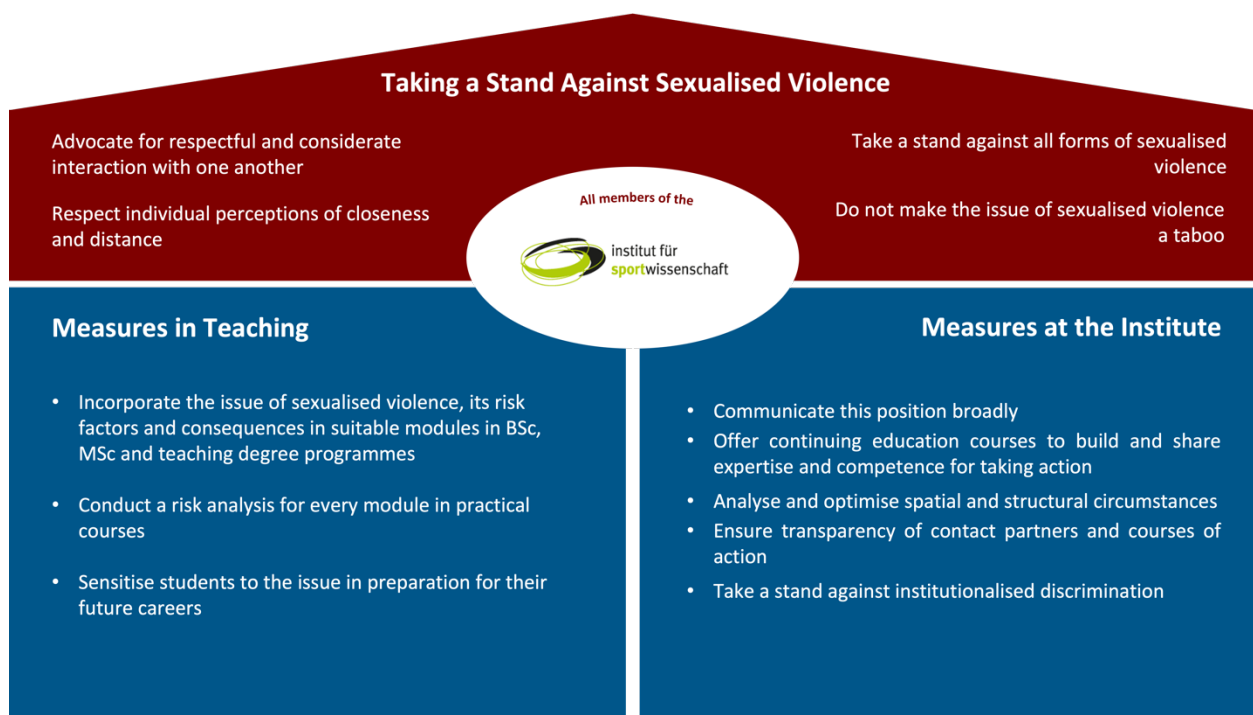 Taking a Stand Against Sexualised Violence
Advocate for respectful and considerate
interaction with one another
Respect individual perceptions of closeness
and distance
Take a stand against all forms of sexualised
violence
Do not make the issue of sexualised violence
a taboo
All members of the
institut für
sportwissenschaft
Measures in Teaching
• Incorporate the issue of sexualised violence, its risk
factors and consequences in suitable modules in BSc,
MSc and teaching degree programmes
• Conduct a risk analysis for every module in practical
courses
• Sensitise students to the issue in preparation for their
future careers
Measures at the Institute
• Communicate this position broadly
• Offer continuing education courses to build and share
expertise and competence for taking action
• Analyse and optimise spatial and structural circumstances
• Ensure transparency of contact partners and courses of
action
• Take a stand against institutionalised discrimination